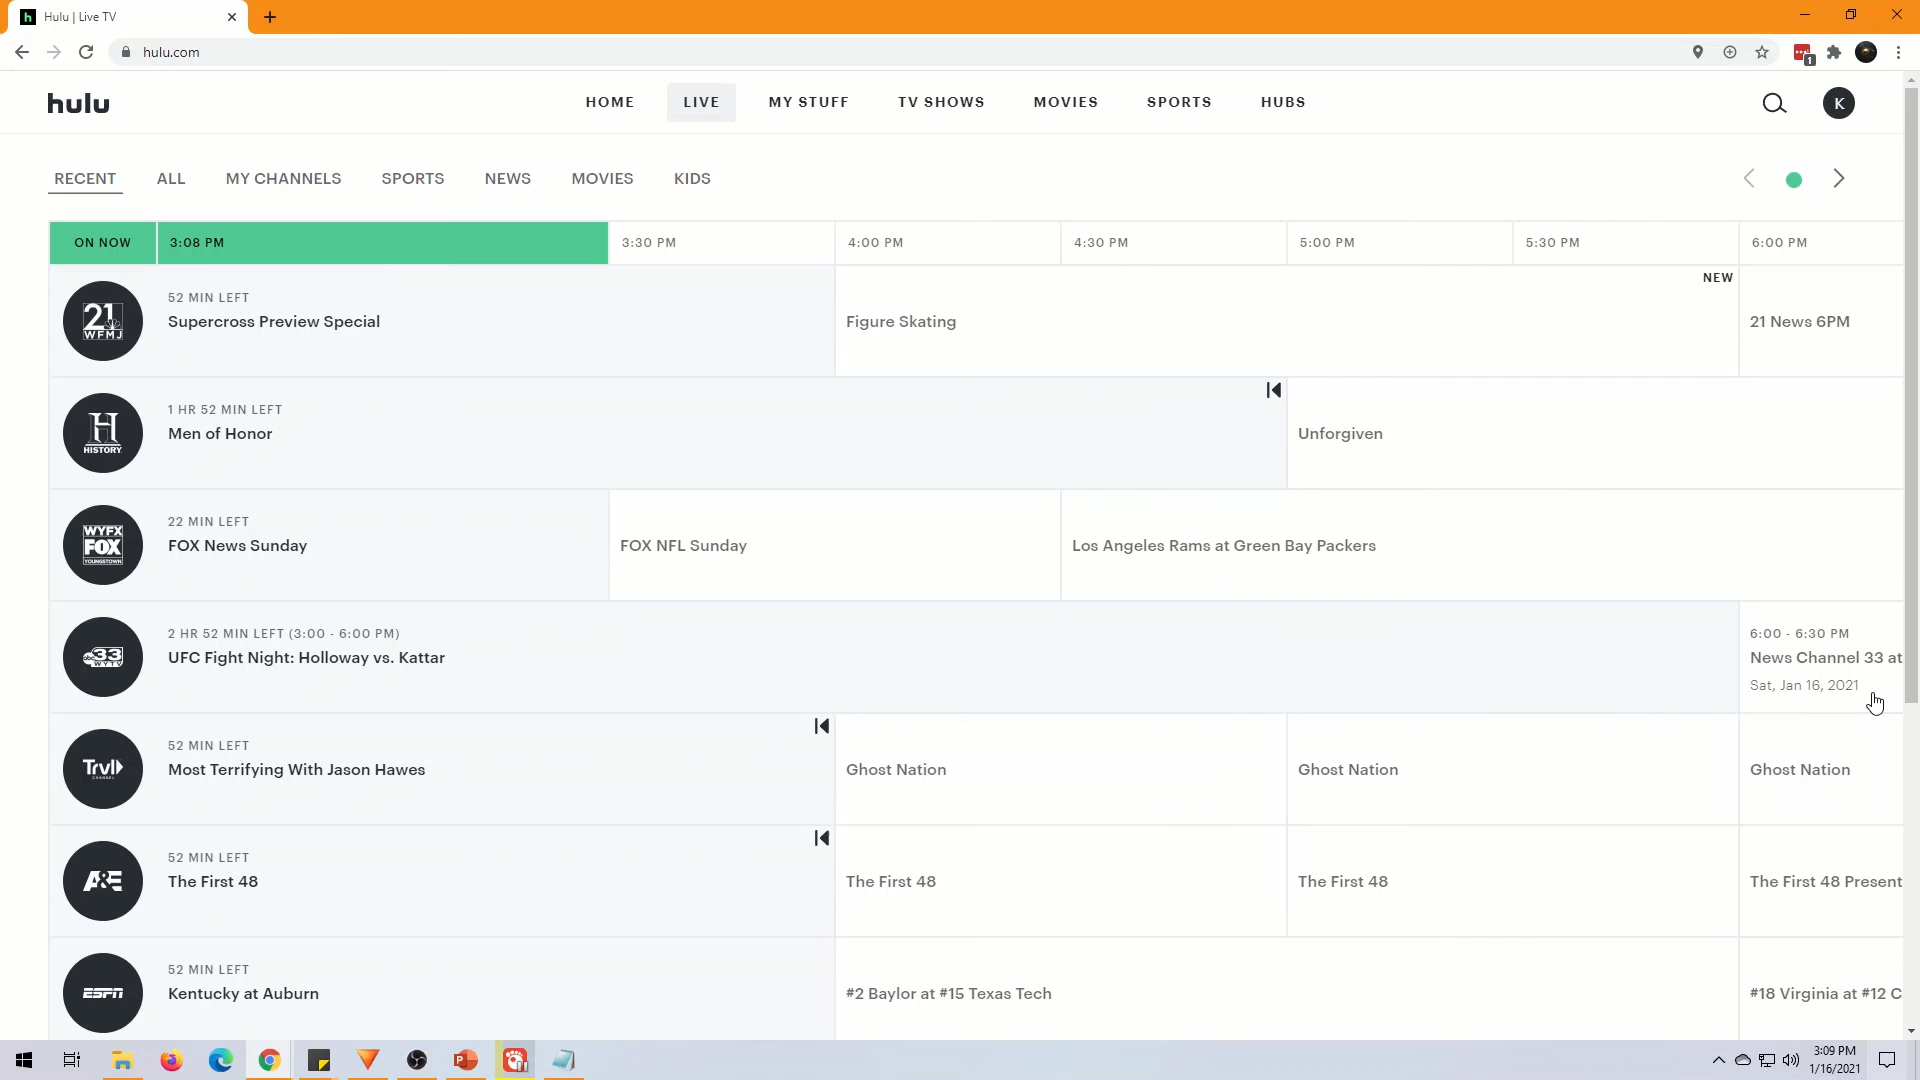 Hulu | Live TV
hulu.com
1
hulu
HOME LIVE MY STUFF TV SHOWS MOVIES SPORTS HUBS
K
RECENT ALL MY CHANNELS SPORTS NEWS MOVIES KIDS
ON NOW 3:08 PM 3:30 PM 4:00 PM 4:30 PM 5:00 PM 5:30 PM 6:00 PM
NEW
21 WFMJ
52 MIN LEFT
Supercross Preview Special Figure Skating 21 News 6PM
H HISTORY
1 HR 52 MIN LEFT
Men of Honor Unforgiven
WYFX FOX YOUNGSTOWN
22 MIN LEFT
FOX News Sunday FOX NFL Sunday Los Angeles Rams at Green Bay Packers
abc 33 WYTV
2 HR 52 MIN LEFT (3:00 - 6:00 PM) 6:00 - 6:30 PM
UFC Fight Night: Holloway vs. Kattar News Channel 33 at
Sat, Jan 16, 2021
Trvl CHANNEL
52 MIN LEFT
Most Terrifying With Jason Hawes Ghost Nation Ghost Nation Ghost Nation
A&E
52 MIN LEFT
The First 48 The First 48 The First 48 The First 48 Present
ESPN
52 MIN LEFT
Kentucky at Auburn #2 Baylor at #15 Texas Tech #18 Virginia at #12 C
3:09 PM
1/16/2021